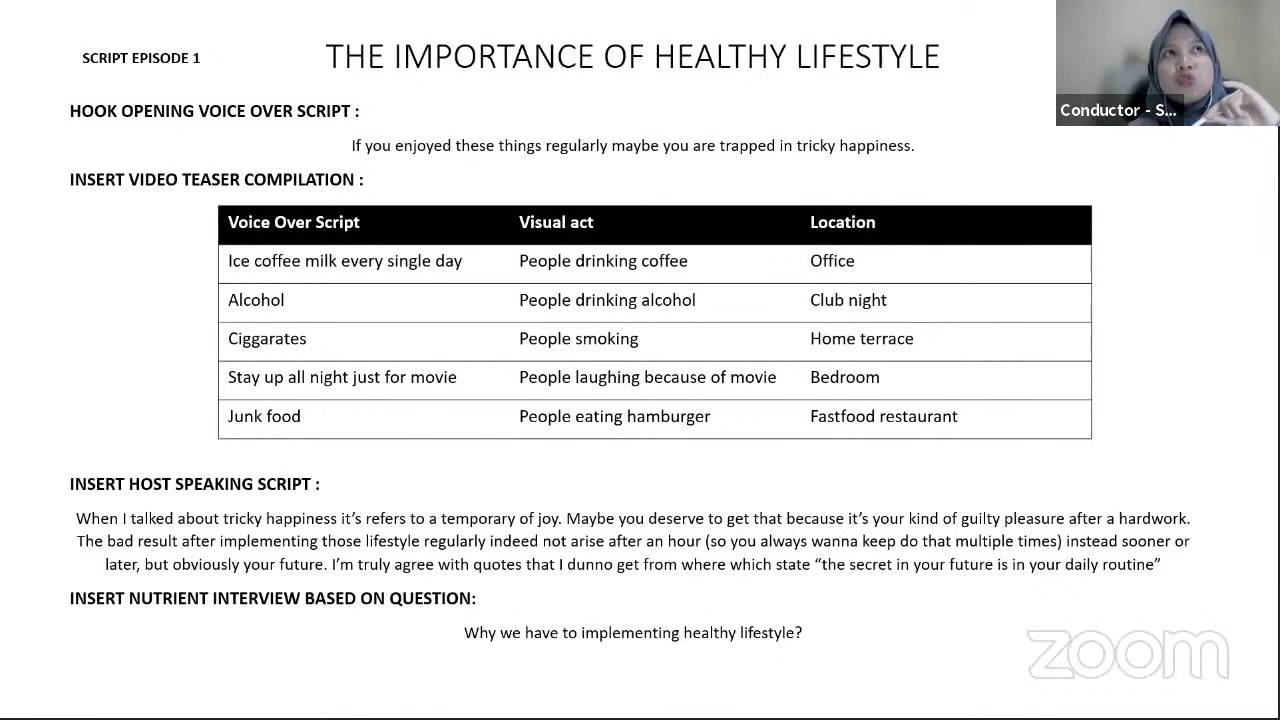 SCRIPT EPISODE 1
THE IMPORTANCE OF HEALTHY LIFESTYLE
Conductor - S...
HOOK OPENING VOICE OVER SCRIPT :
If you enjoyed these things regularly maybe you are trapped in tricky happiness.
INSERT VIDEO TEASER COMPILATION :
Voice Over Script Visual act Location
Ice coffee milk every single day People drinking coffee Office
Alcohol People drinking alcohol Club night
Ciggarates People smoking Home terrace
Stay up all night just for movie People laughing because of movie Bedroom
Junk food People eating hamburger Fastfood restaurant
INSERT HOST SPEAKING SCRIPT :
When I talked about tricky happiness it’s refers to a temporary of joy. Maybe you deserve to get that because it’s your kind of guilty pleasure after a hardwork.
The bad result after implementing those lifestyle regularly indeed not arise after an hour (so you always wanna keep do that multiple times) instead sooner or
later, but obviously your future. I’m truly agree with quotes that I dunno get from where which state “the secret in your future is in your daily routine”
INSERT NUTRIENT INTERVIEW BASED ON QUESTION:
Why we have to implementing healthy lifestyle?
zoom